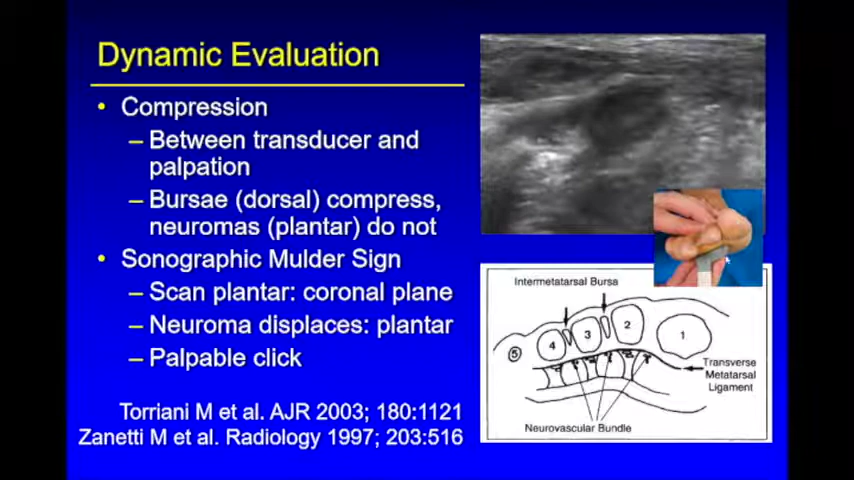 Dynamic Evaluation
• Compression
– Between transducer and
palpation
– Bursae (dorsal) compress,
neuromas (plantar) do not
• Sonographic Mulder Sign
– Scan plantar: coronal plane
– Neuroma displaces: plantar
– Palpable click
Torriani M et al. AJR 2003; 180:1121
Zanetti M et al. Radiology 1997; 203:516
Intermetatarsal Bursa
5 4 3 2 1
Transverse
Metatarsal
Ligament
Neurovascular Bundle